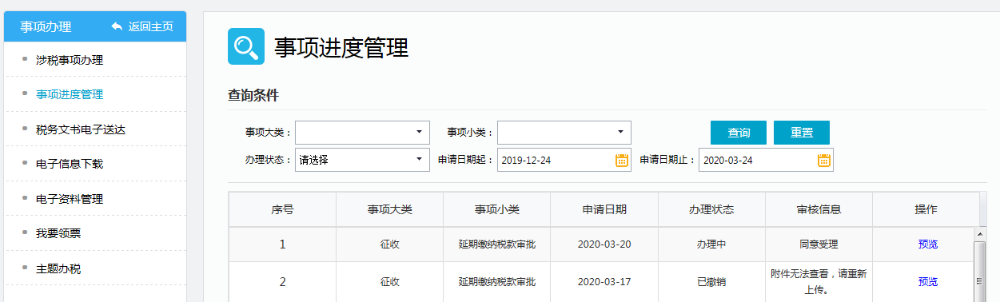 事项办理 返回主页
涉税事项办理
事项进度管理
税务文书电子送达
电子信息下载
电子资料管理
我要领票
主题办税
事项进度管理
查询条件
事项大类： 事项小类： 查询 重置
办理状态： 请选择 申请日期起： 2019-12-24 申请日期止： 2020-03-24
序号 事项大类 事项小类 申请日期 办理状态 审核信息 操作
1 征收 延期缴纳税款审批 2020-03-20 办理中 同意受理 预览
2 征收 延期缴纳税款审批 2020-03-17 已撤销 附件无法查看，请重新 预览
上传。